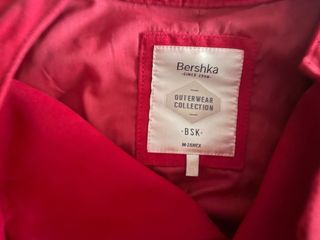 Bershka
-SINCE 1998-
OUTERWEAR
COLLECTION
·BSK·